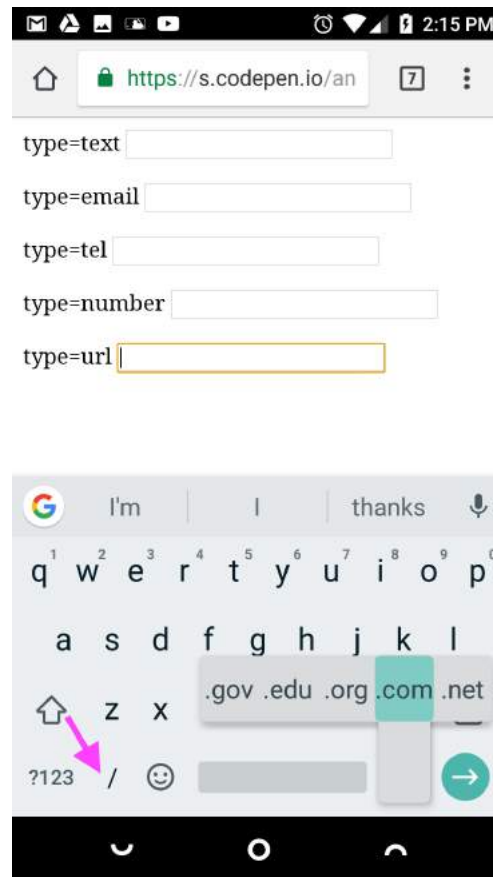 2:15 PM
https://s.codepen.io/an
7
type=text
type=email
type=tel
type=number
type=url
G I'm I thanks
1 2 3 4 5 6 7 8 9 0
q w e r t y u i o p
a s d f g h j k l
.gov .edu .org .com .net
z x
?123 /